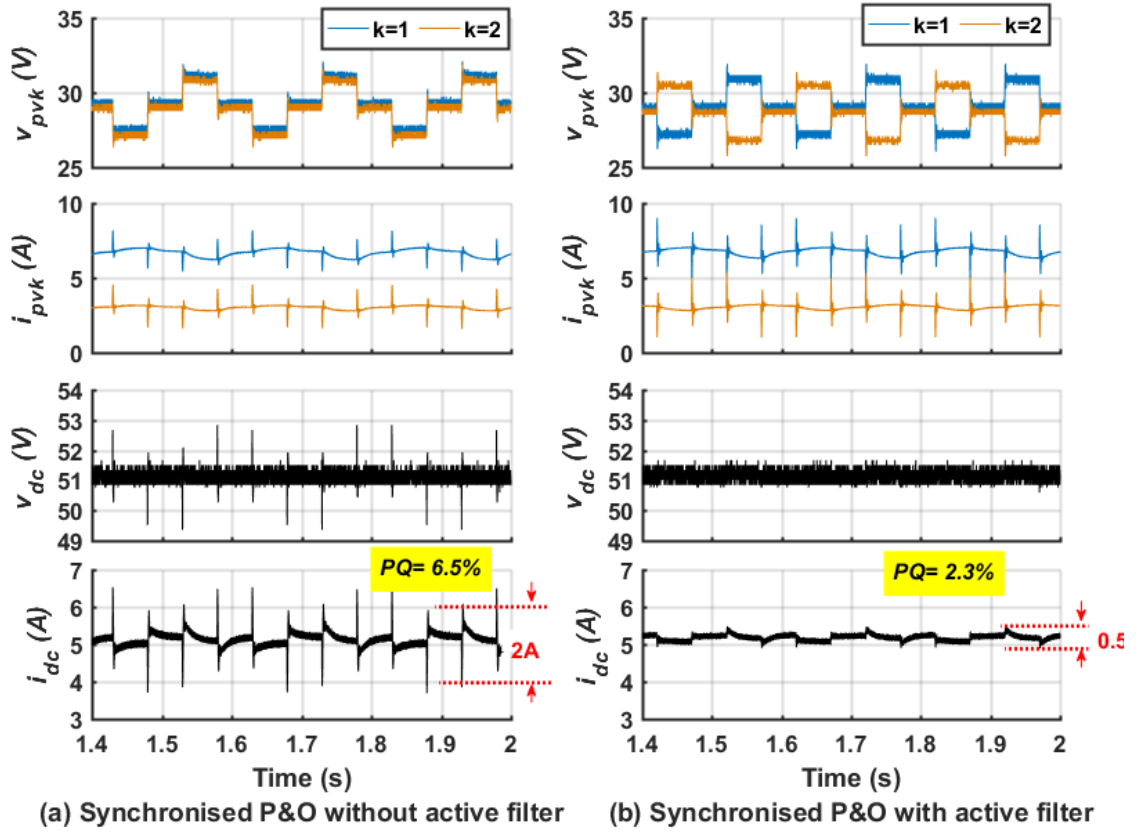 k=1 k=2
v_pvk (V)
35
30
25
i_pvk (A)
10
5
0
v_dc (V)
54
53
52
51
50
49
PQ= 6.5%
i_dc (A)
7
6
5
4
3
2A
1.4 1.5 1.6 1.7 1.8 1.9 2
Time (s)
(a) Synchronised P&O without active filter
k=1 k=2
v_pvk (V)
35
30
25
i_pvk (A)
10
5
0
v_dc (V)
54
53
52
51
50
49
PQ= 2.3%
i_dc (A)
7
6
5
4
3
0.5
1.4 1.5 1.6 1.7 1.8 1.9 2
Time (s)
(b) Synchronised P&O with active filter